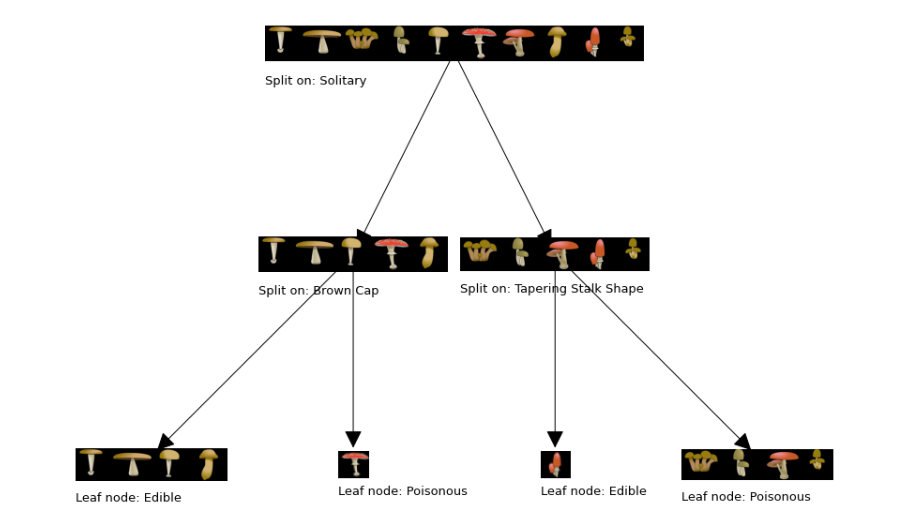 Split on: Solitary
Split on: Brown Cap
Split on: Tapering Stalk Shape
Leaf node: Edible
Leaf node: Poisonous
Leaf node: Edible
Leaf node: Poisonous